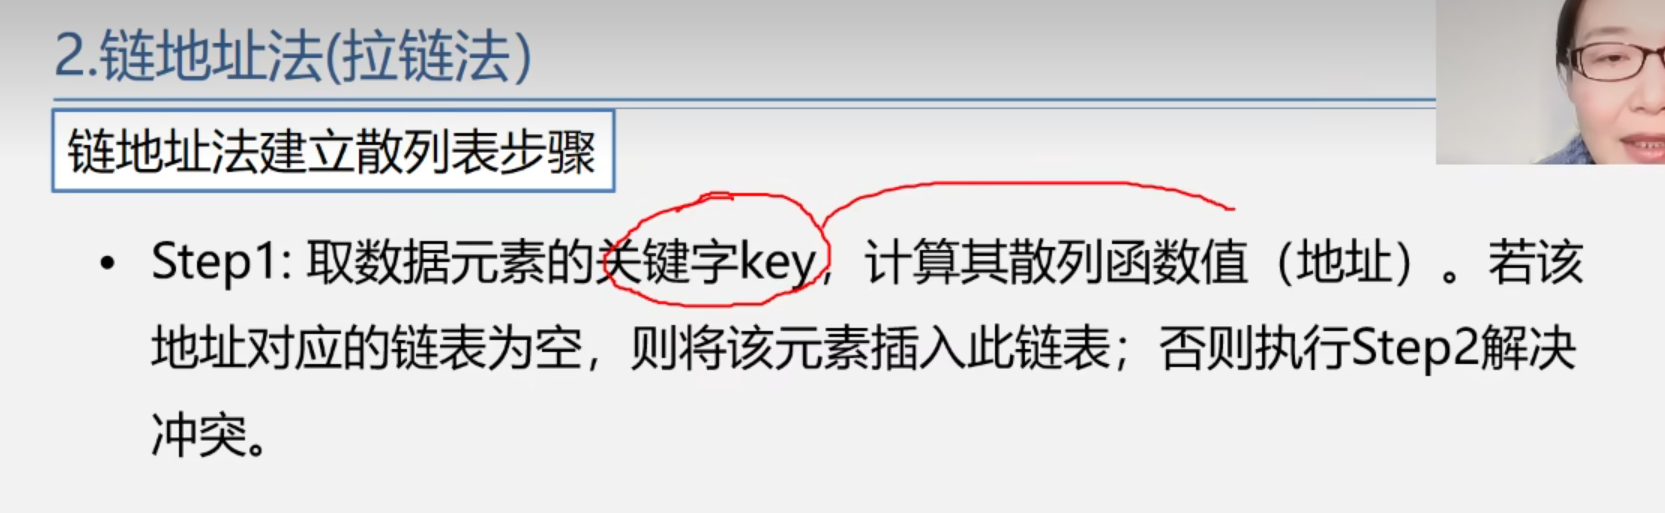 2.链地址法(拉链法）
链地址法建立散列表步骤
• Step1: 取数据元素的关键字key，计算其散列函数值（地址）。若该
地址对应的链表为空，则将该元素插入此链表；否则执行Step2解决
冲突。